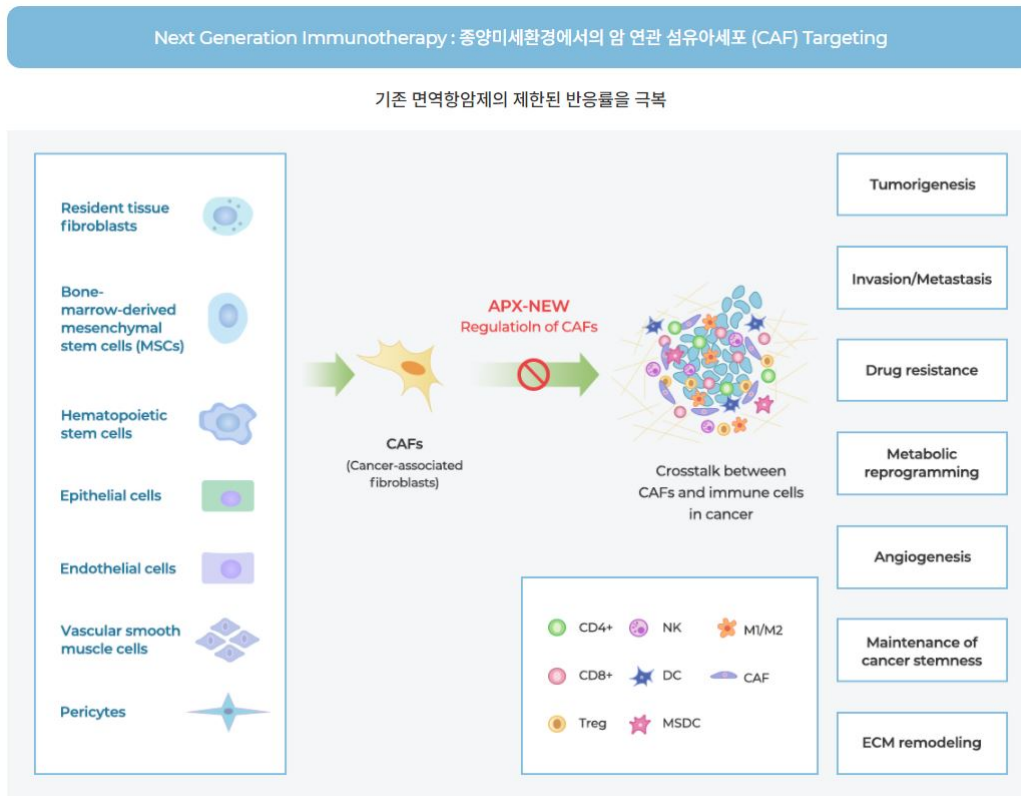 Next Generation Immunotherapy : 종양미세환경에서의 암 연관 섬유아세포 (CAF) Targeting
기존 면역항암제의 제한된 반응률을 극복
Resident tissue
fibroblasts
Bone-
marrow-derived
mesenchymal
stem cells (MSCs)
Hematopoietic
stem cells
Epithelial cells
Endothelial cells
Vascular smooth
muscle cells
Pericytes
CAFs
(Cancer-associated
fibroblasts)
APX-NEW
Regulatioln of CAFs
Crosstalk between
CAFs and immune cells
in cancer
CD4+
NK
M1/M2
CD8+
DC
CAF
Treg
MSDC
Tumorigenesis
Invasion/Metastasis
Drug resistance
Metabolic
reprogramming
Angiogenesis
Maintenance of
cancer stemness
ECM remodeling